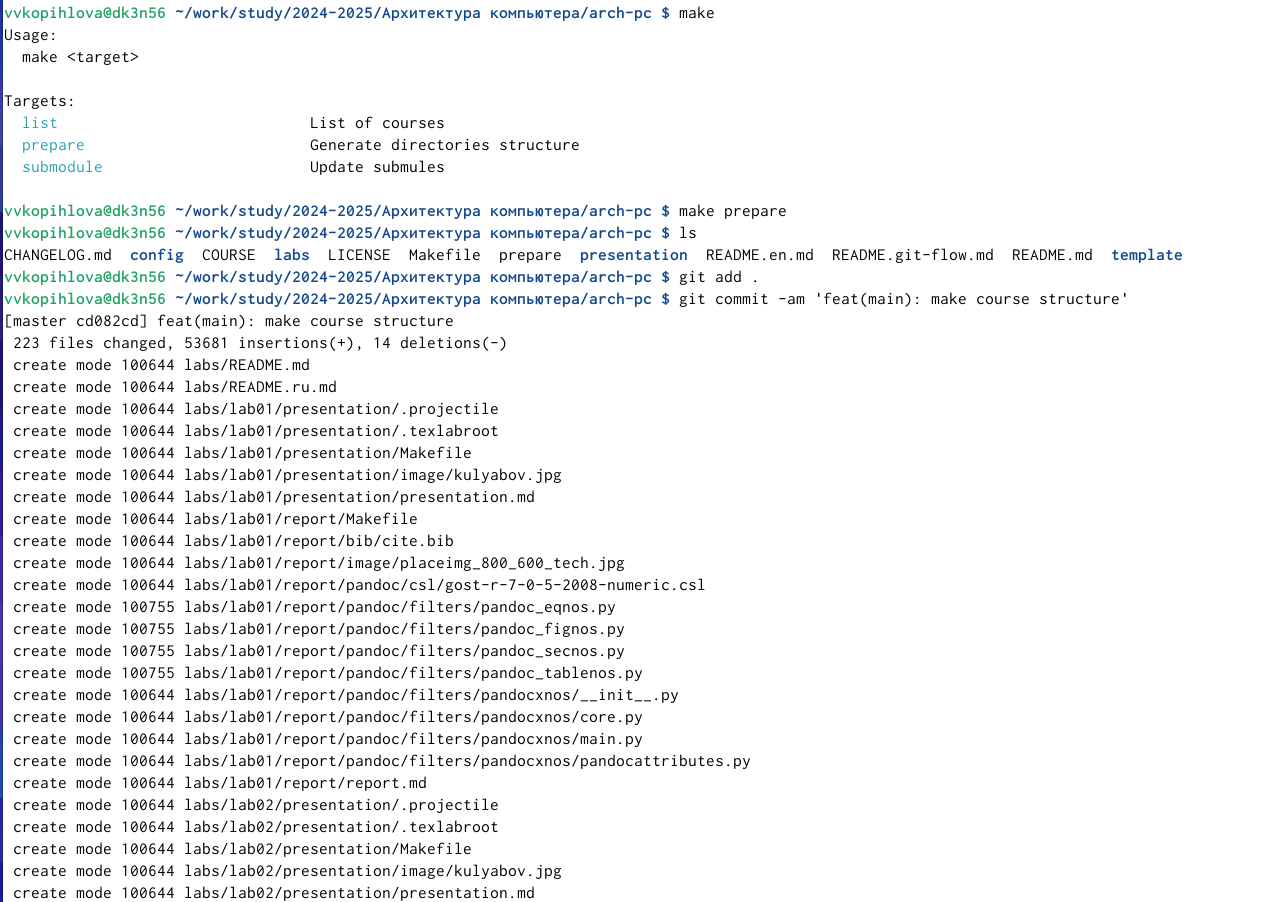 vvkopihlova@dk3n56 ~/work/study/2024-2025/Архитектура компьютера/arch-pc $ make
Usage:
  make <target>

Targets:
  list                            List of courses
  prepare                         Generate directories structure
  submodule                       Update submules

vvkopihlova@dk3n56 ~/work/study/2024-2025/Архитектура компьютера/arch-pc $ make prepare
vvkopihlova@dk3n56 ~/work/study/2024-2025/Архитектура компьютера/arch-pc $ ls
CHANGELOG.md  config  COURSE  labs  LICENSE  Makefile  prepare  presentation  README.en.md  README.git-flow.md  README.md  template
vvkopihlova@dk3n56 ~/work/study/2024-2025/Архитектура компьютера/arch-pc $ git add .
vvkopihlova@dk3n56 ~/work/study/2024-2025/Архитектура компьютера/arch-pc $ git commit -am 'feat(main): make course structure'
[master cd082cd] feat(main): make course structure
 223 files changed, 53681 insertions(+), 14 deletions(-)
 create mode 100644 labs/README.md
 create mode 100644 labs/README.ru.md
 create mode 100644 labs/lab01/presentation/.projectile
 create mode 100644 labs/lab01/presentation/.texlabroot
 create mode 100644 labs/lab01/presentation/Makefile
 create mode 100644 labs/lab01/presentation/image/kulyabov.jpg
 create mode 100644 labs/lab01/presentation/presentation.md
 create mode 100644 labs/lab01/report/Makefile
 create mode 100644 labs/lab01/report/bib/cite.bib
 create mode 100644 labs/lab01/report/image/placeimg_800_600_tech.jpg
 create mode 100644 labs/lab01/report/pandoc/csl/gost-r-7-0-5-2008-numeric.csl
 create mode 100755 labs/lab01/report/pandoc/filters/pandoc_eqnos.py
 create mode 100755 labs/lab01/report/pandoc/filters/pandoc_fignos.py
 create mode 100755 labs/lab01/report/pandoc/filters/pandoc_secnos.py
 create mode 100755 labs/lab01/report/pandoc/filters/pandoc_tablenos.py
 create mode 100644 labs/lab01/report/pandoc/filters/pandocxnos/__init__.py
 create mode 100644 labs/lab01/report/pandoc/filters/pandocxnos/core.py
 create mode 100644 labs/lab01/report/pandoc/filters/pandocxnos/main.py
 create mode 100644 labs/lab01/report/pandoc/filters/pandocxnos/pandocattributes.py
 create mode 100644 labs/lab01/report/report.md
 create mode 100644 labs/lab02/presentation/.projectile
 create mode 100644 labs/lab02/presentation/.texlabroot
 create mode 100644 labs/lab02/presentation/Makefile
 create mode 100644 labs/lab02/presentation/image/kulyabov.jpg
 create mode 100644 labs/lab02/presentation/presentation.md